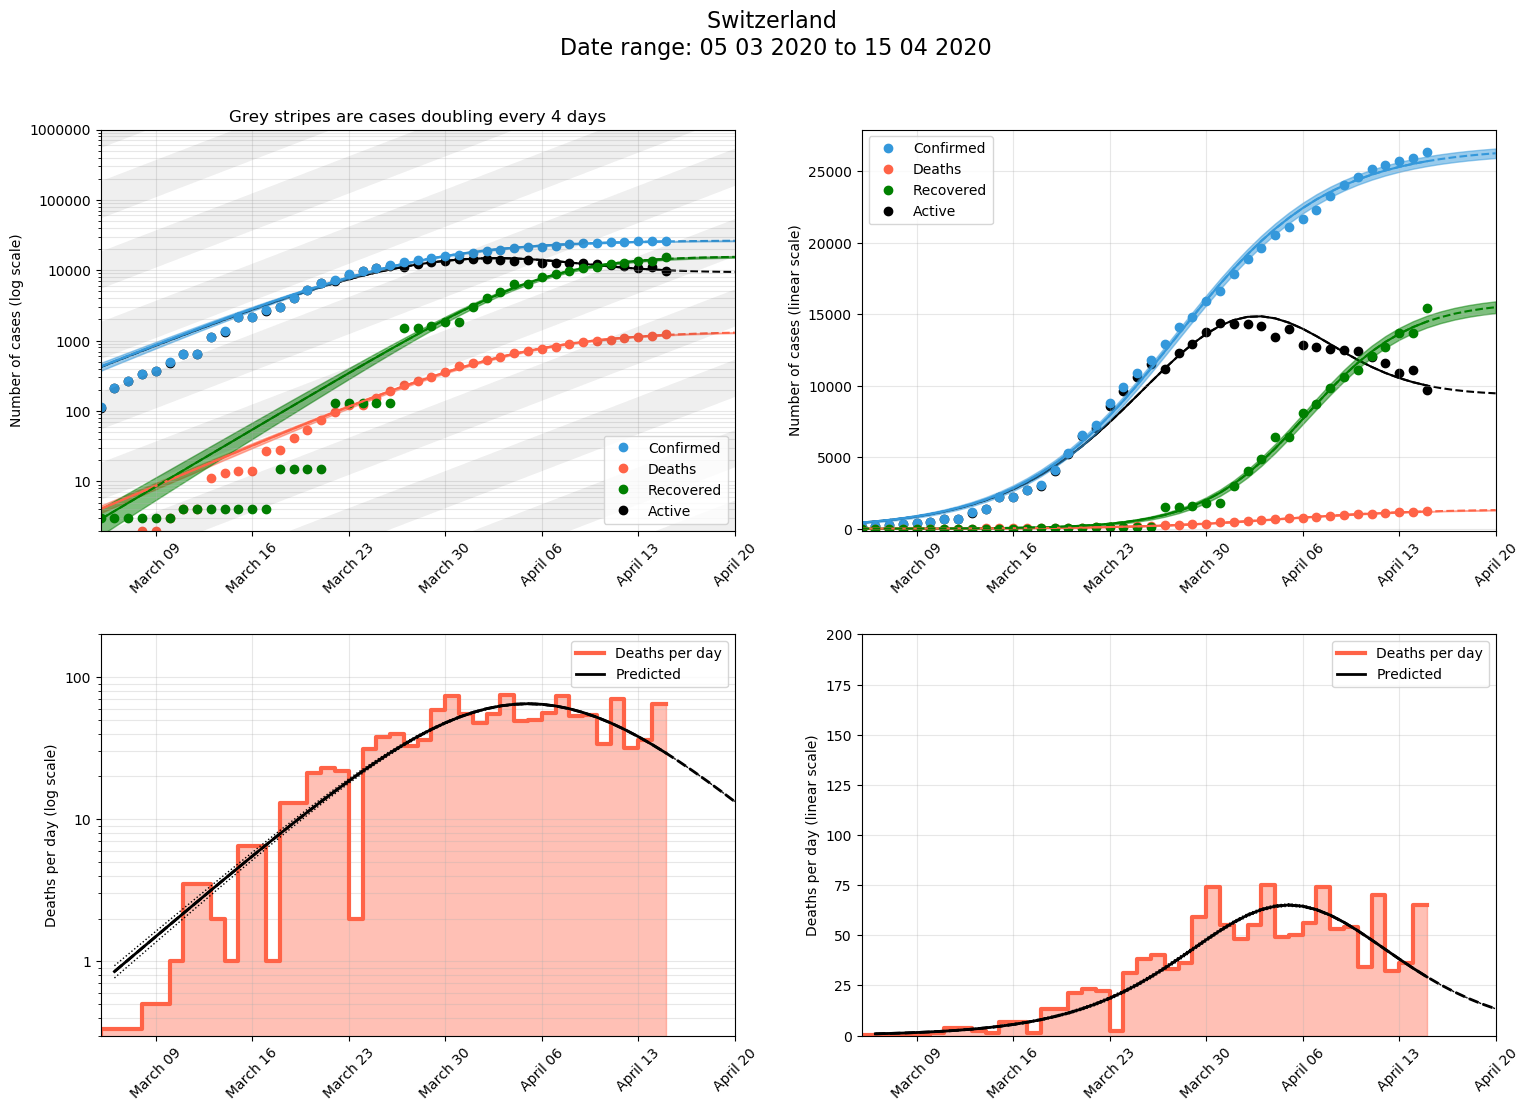 Switzerland
Date range: 05 03 2020 to 15 04 2020
Grey stripes are cases doubling every 4 days
Number of cases (log scale)
1000000
100000
10000
1000
100
10
Confirmed
Deaths
Recovered
Active
March 09
March 16
March 23
March 30
April 06
April 13
April 20
Number of cases (linear scale)
25000
20000
15000
10000
5000
0
Confirmed
Deaths
Recovered
Active
March 09
March 16
March 23
March 30
April 06
April 13
April 20
Deaths per day (log scale)
100
10
1
Deaths per day
Predicted
March 09
March 16
March 23
March 30
April 06
April 13
April 20
Deaths per day (linear scale)
200
175
150
125
100
75
50
25
0
Deaths per day
Predicted
March 09
March 16
March 23
March 30
April 06
April 13
April 20